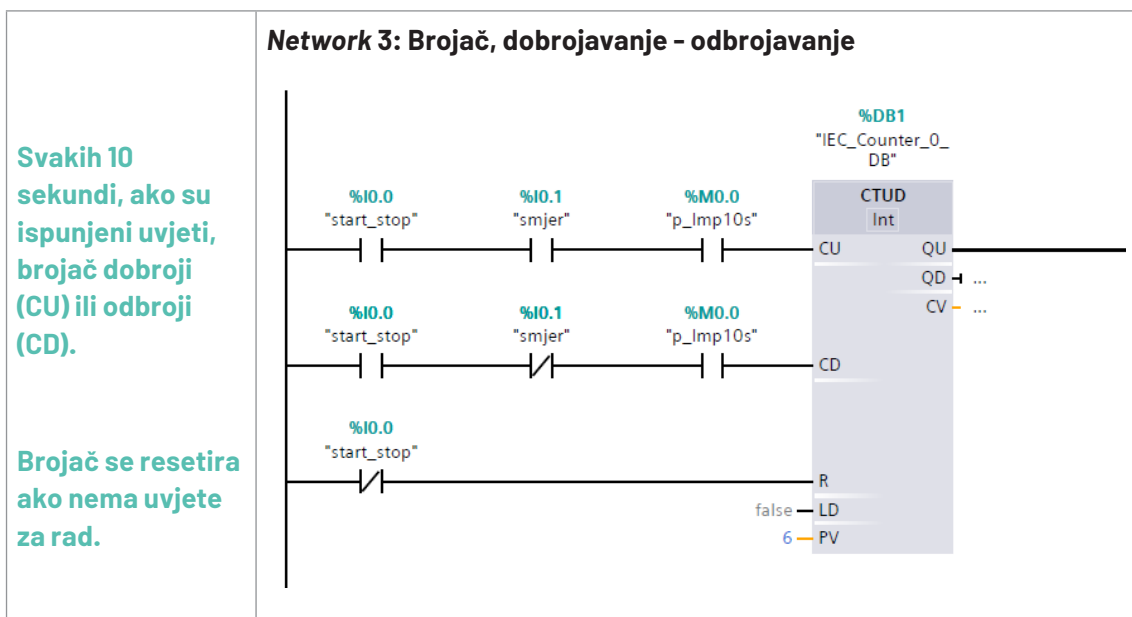 Network 3: Brojač, dobrojavanje - odbrojavanje
Svakih 10
sekundi, ako su
ispunjeni uvjeti,
brojač dobroji
(CU) ili odbroji
(CD).
Brojač se resetira
ako nema uvjete
za rad.
%DB1
"IEC_Counter_0_
DB"
%I0.0 %I0.1 %M0.0 CTUD
"start_stop" "smjer" "p_Imp10s" Int
CU QU
QD ...
CV ...
%I0.0 %I0.1 %M0.0
"start_stop" "smjer" "p_Imp10s"
CD
%I0.0
"start_stop"
R
false LD
6 PV